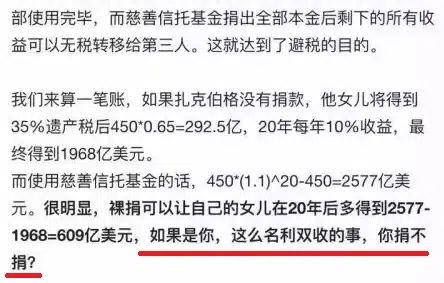 部使用完毕，而慈善信托基金捐出全部本金后剩下的所有收
益可以无税转移给第三人。这就达到了避税的目的。
我们来算一笔账，如果扎克伯格没有捐款，他女儿将得到
35%遗产税后450*0.65=292.5亿，20年每年10%收益，最
终得到1968亿美元。
而使用慈善信托基金的话，450*(1.1)^20-450=2577亿美
元。很明显，裸捐可以让自己的女儿在20年后多得到2577-
1968=609亿美元，如果是你，这么名利双收的事，你捐不
捐？